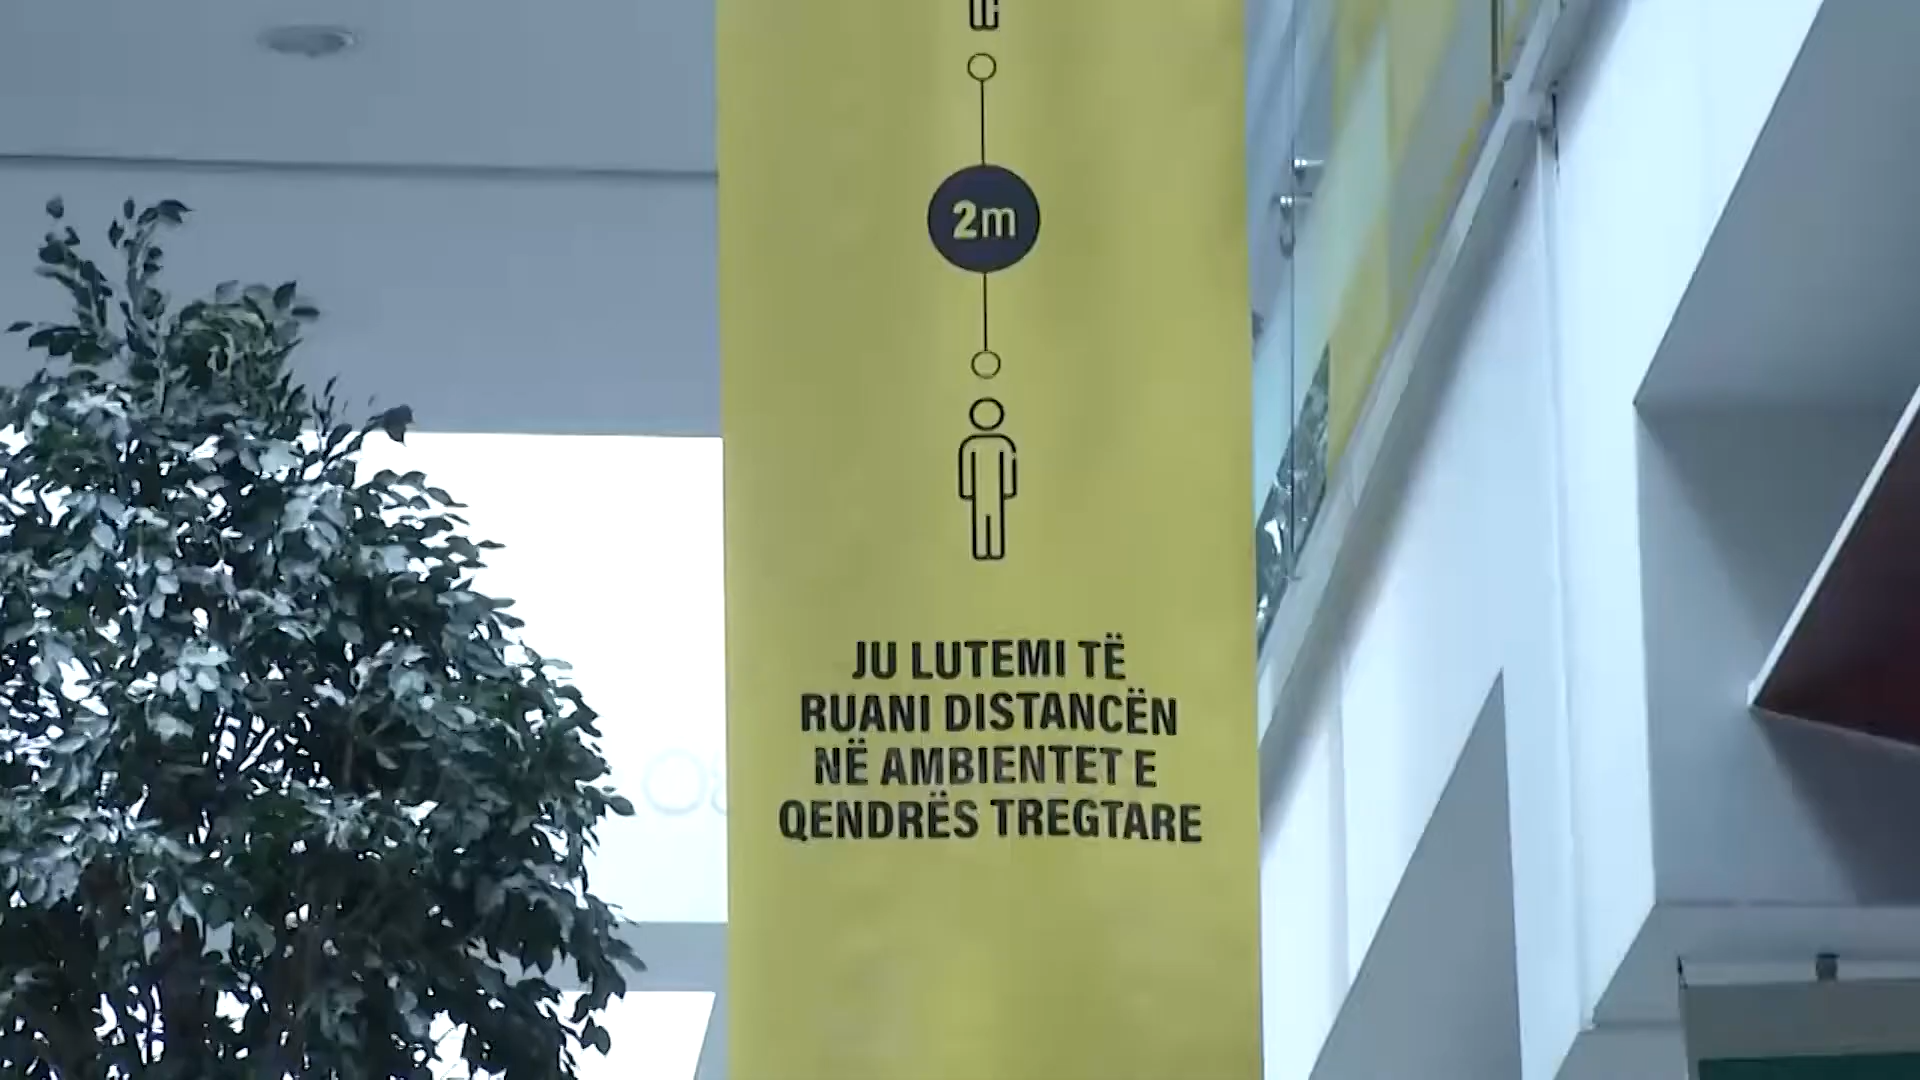 2m
JU LUTEMI TË
RUANI DISTANCËN
NË AMBIENTET E
QENDRËS TREGTARE